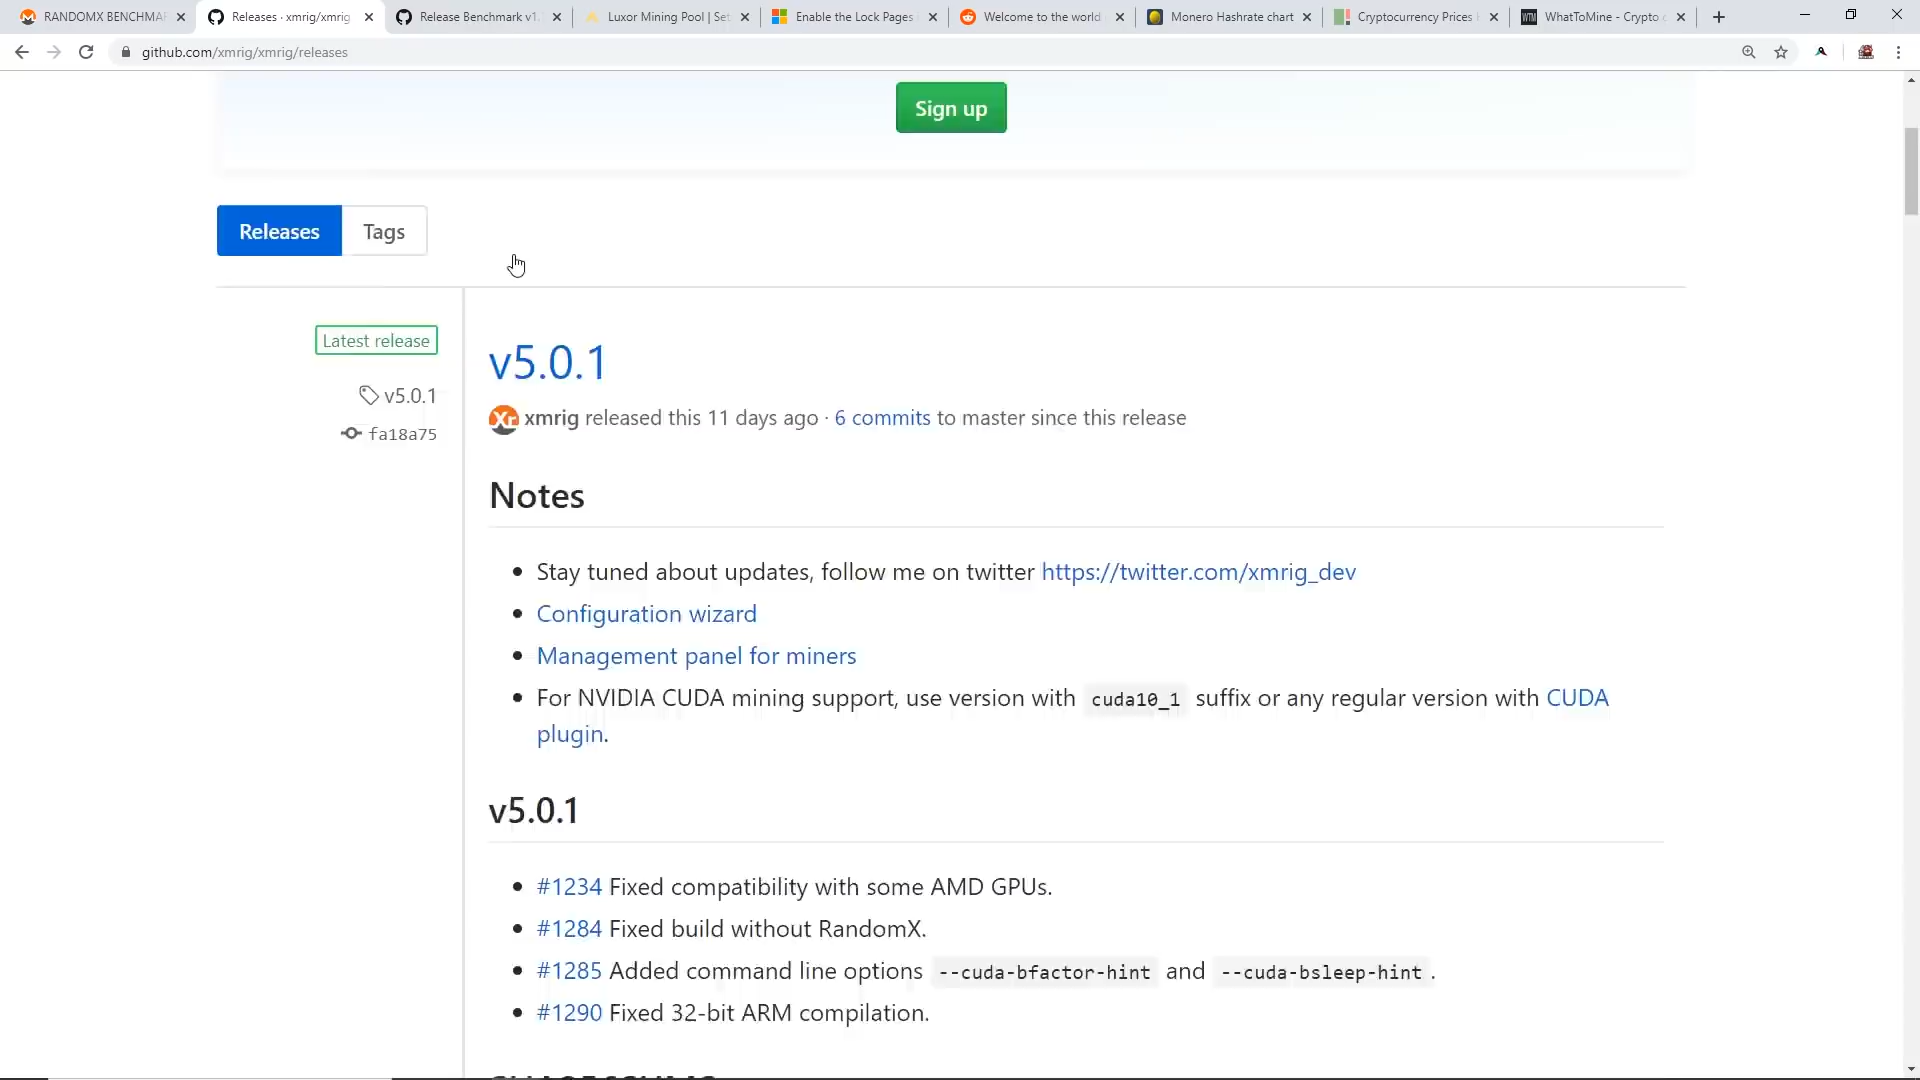 RANDOMX BENCHMA
Releases · xmrig/xmrig
Release Benchmark v1.
Luxor Mining Pool | Set
Enable the Lock Pages
Welcome to the world
Monero Hashrate chart
Cryptocurrency Prices
WhatToMine - Crypto
github.com/xmrig/xmrig/releases
Sign up
Releases
Tags
Latest release
v5.0.1
v5.0.1
fa18a75
xmrig released this 11 days ago · 6 commits to master since this release
Notes
Stay tuned about updates, follow me on twitter https://twitter.com/xmrig_dev
Configuration wizard
Management panel for miners
For NVIDIA CUDA mining support, use version with cuda10_1 suffix or any regular version with CUDA
plugin.
v5.0.1
#1234 Fixed compatibility with some AMD GPUs.
#1284 Fixed build without RandomX.
#1285 Added command line options --cuda-bfactor-hint and --cuda-bsleep-hint.
#1290 Fixed 32-bit ARM compilation.